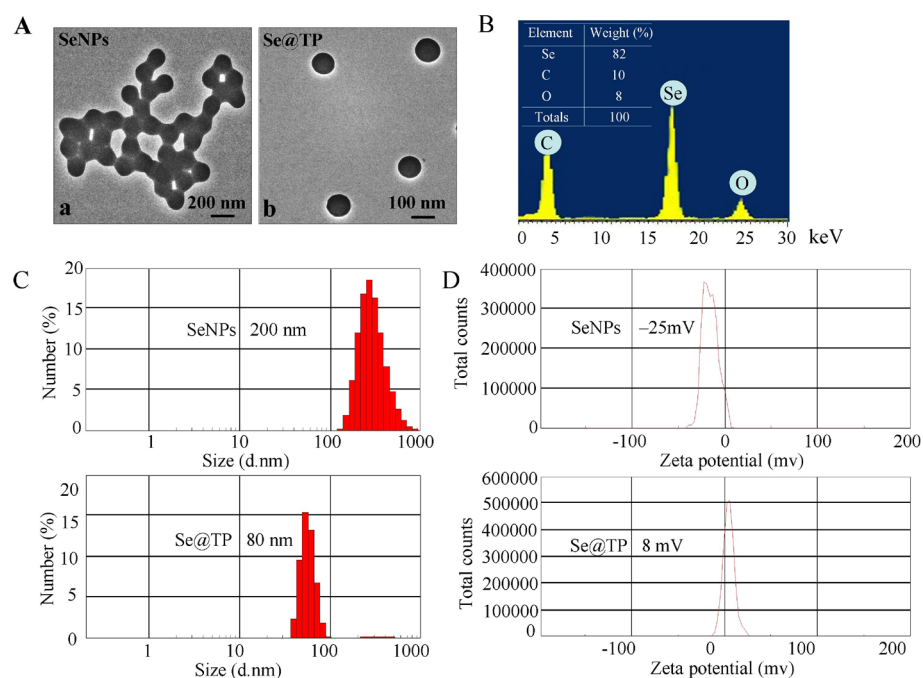 A
SeNPs
a
200 nm
Se@TP
b
100 nm
B
Element Weight (%)
Se 82
C 10
O 8
Totals 100
C
Se
O
0 5 10 15 20 25 30 keV
C
Number (%)
20
15
10
5
0
SeNPs 200 nm
1 10 100 1000
Size (d.nm)
Number (%)
20
15
10
5
0
Se@TP 80 nm
1 10 100 1000
Size (d.nm)
D
Total counts
400000
300000
200000
100000
0
SeNPs –25mV
-100 0 100 200
Zeta potential (mv)
Total counts
600000
500000
400000
300000
200000
100000
0
Se@TP 8 mV
-100 0 100 200
Zeta potential (mv)